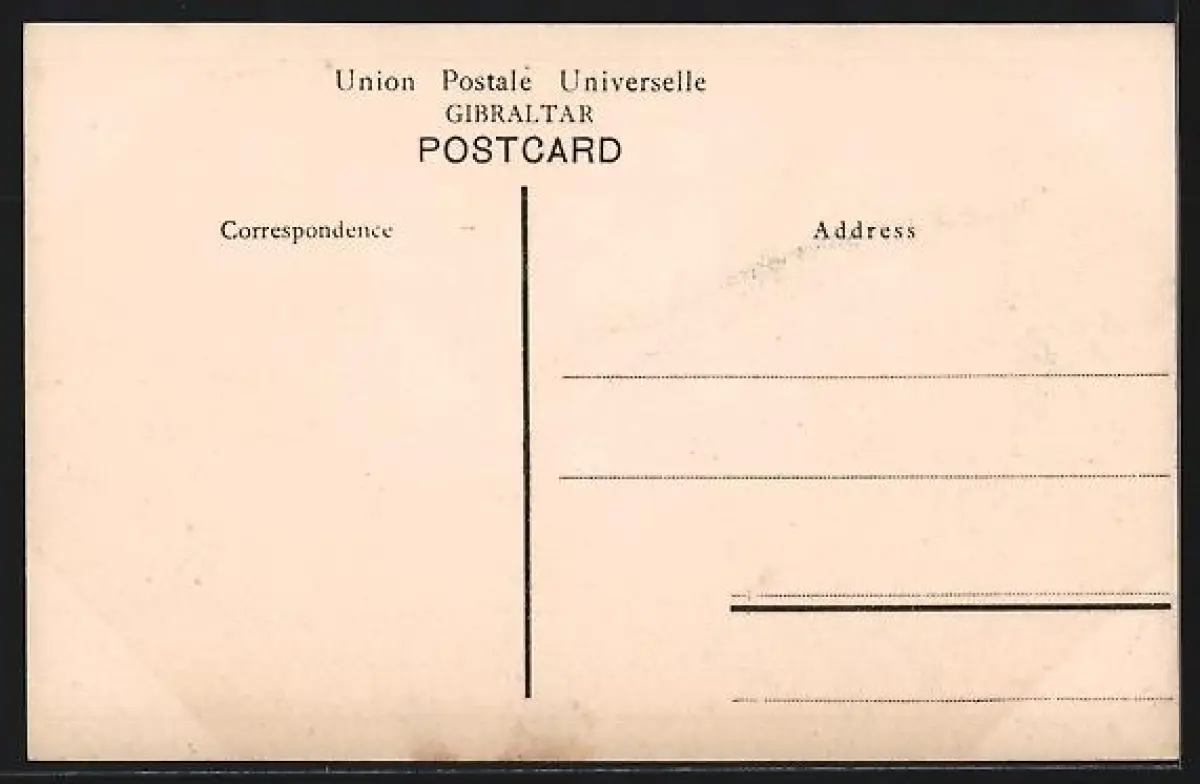 Union Postale Universelle
GIBRALTAR
POSTCARD
Correspondence
Address